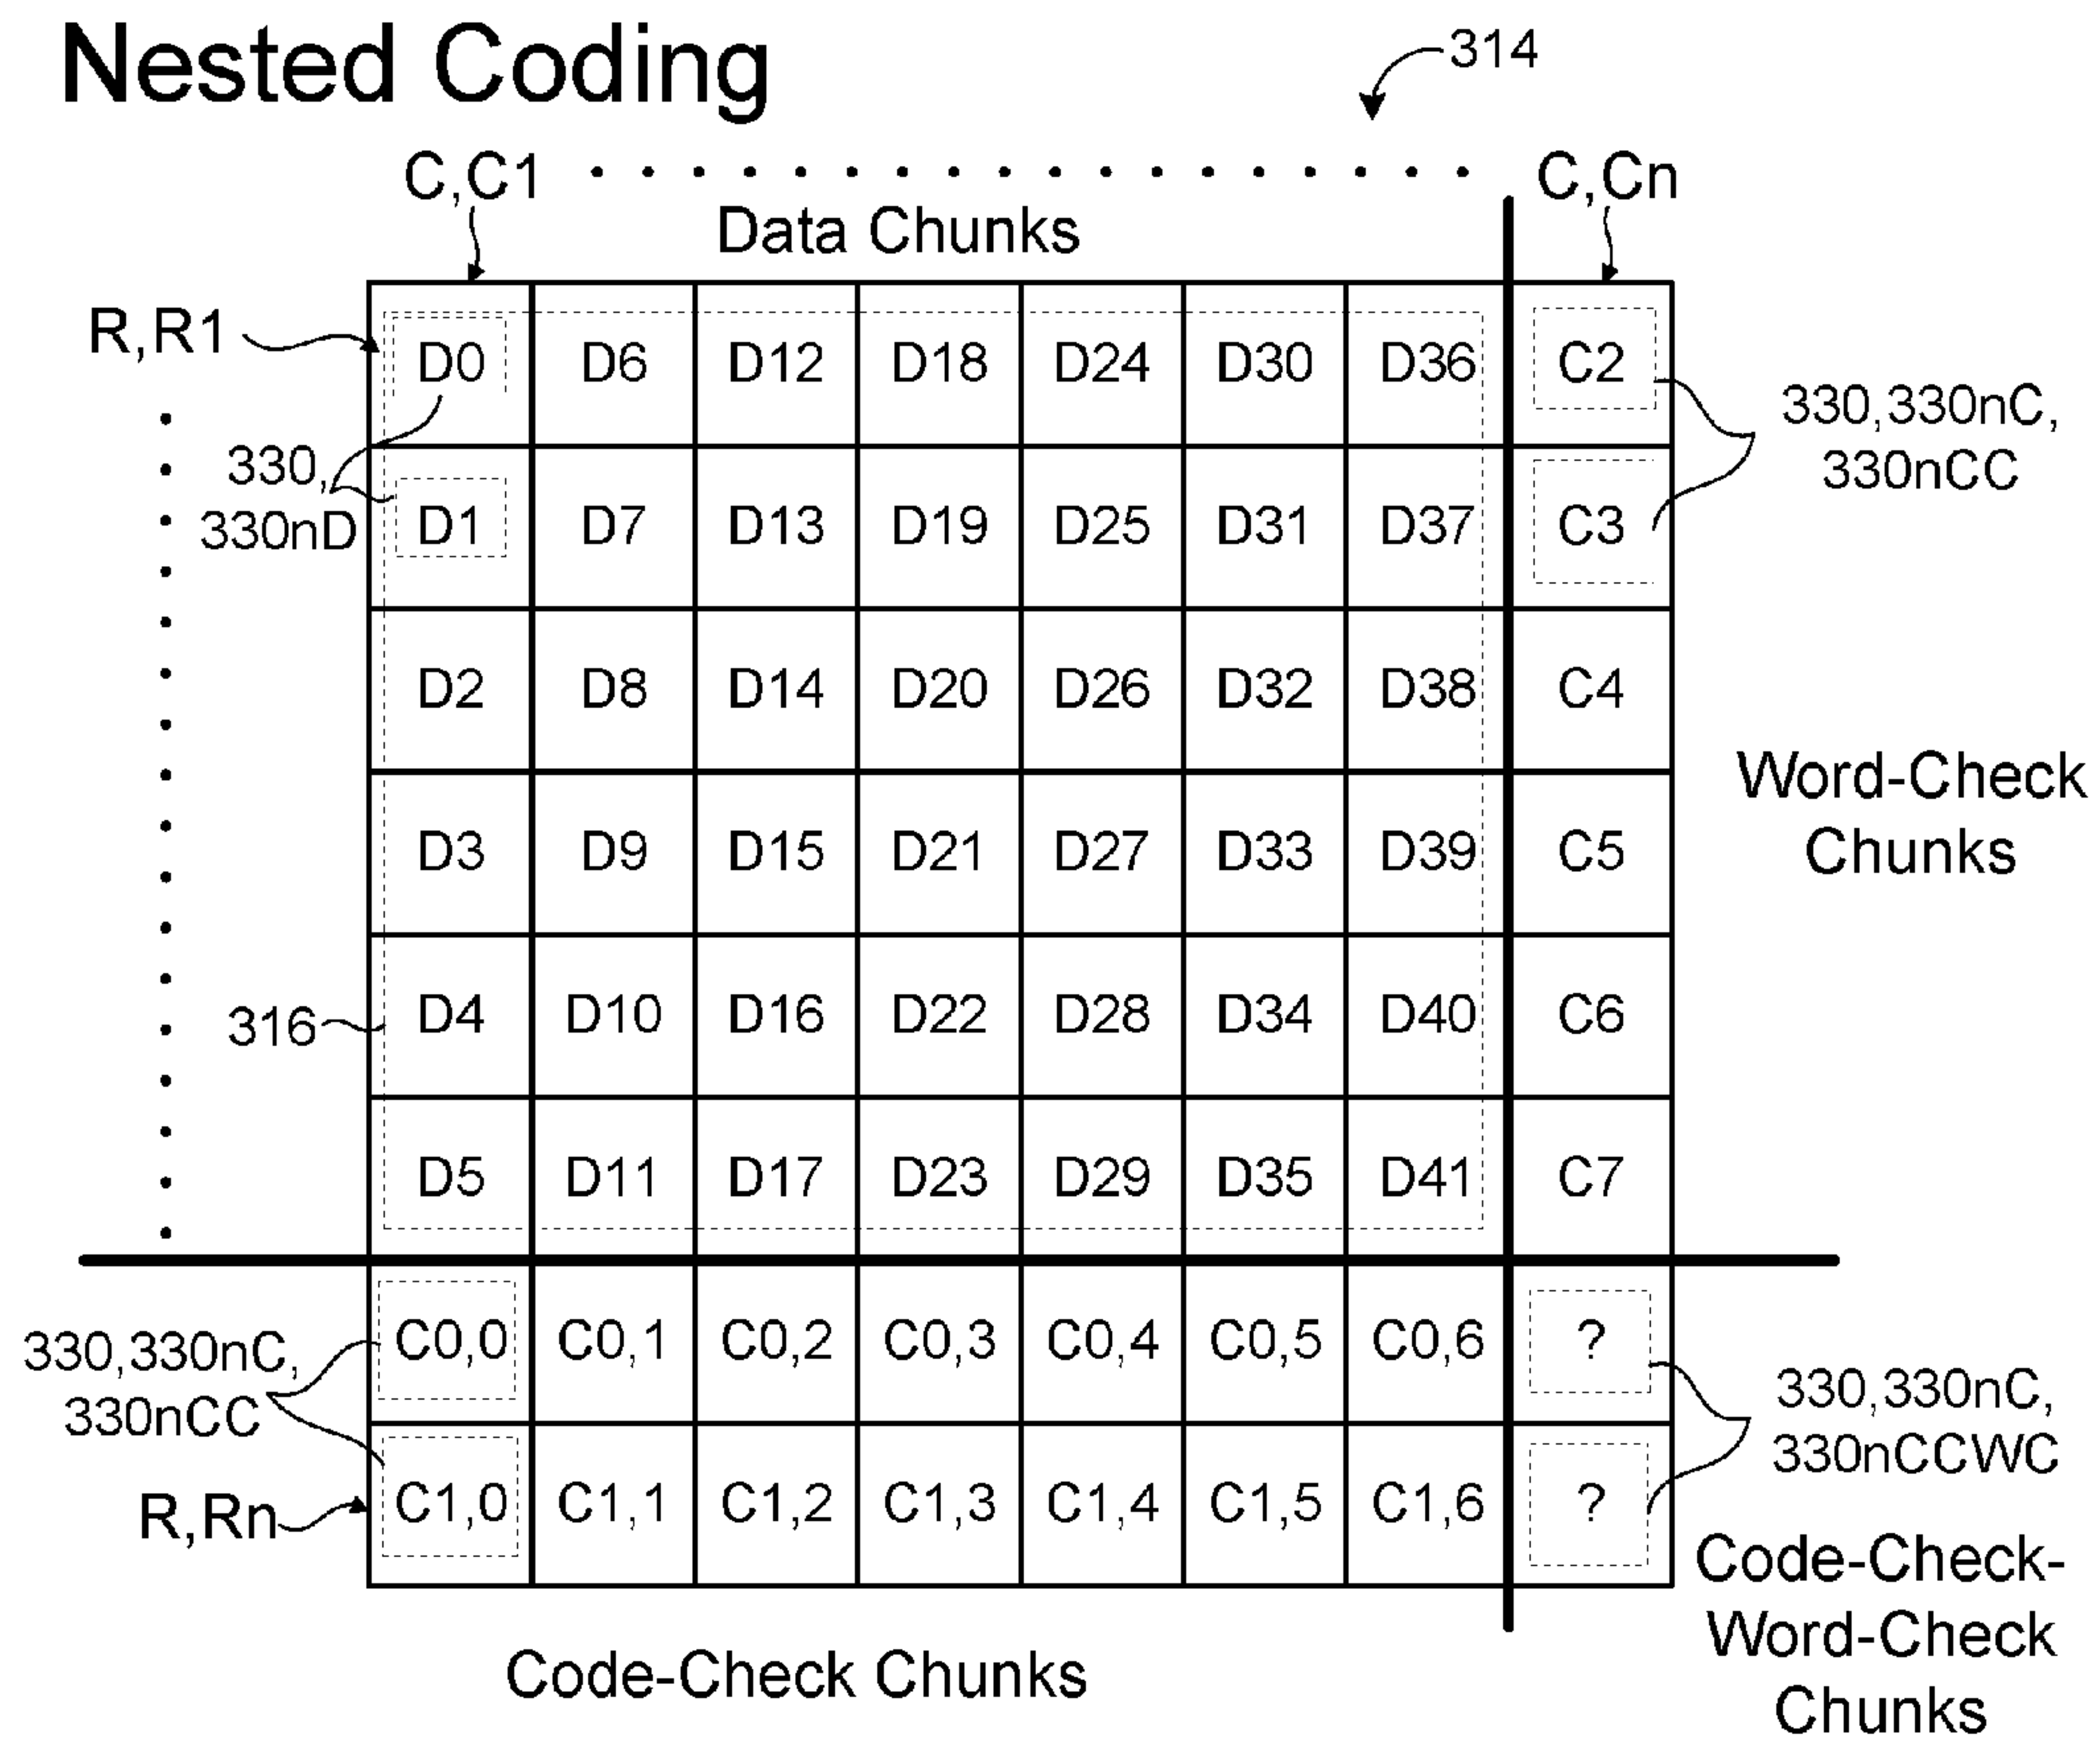 Nested Coding
314
C,C1 C,Cn
Data Chunks
R,R1
D0 D6 D12 D18 D24 D30 D36 C2
330,330nC,
330nCC
330,
330nD
D1 D7 D13 D19 D25 D31 D37 C3
D2 D8 D14 D20 D26 D32 D38 C4
Word-Check
Chunks
D3 D9 D15 D21 D27 D33 D39 C5
316
D4 D10 D16 D22 D28 D34 D40 C6
D5 D11 D17 D23 D29 D35 D41 C7
C0,0 C0,1 C0,2 C0,3 C0,4 C0,5 C0,6 ?
330,330nC,
330nCC
330,330nC,
330nCCWC
R,Rn
C1,0 C1,1 C1,2 C1,3 C1,4 C1,5 C1,6 ?
Code-Check-
Word-Check
Chunks
Code-Check Chunks